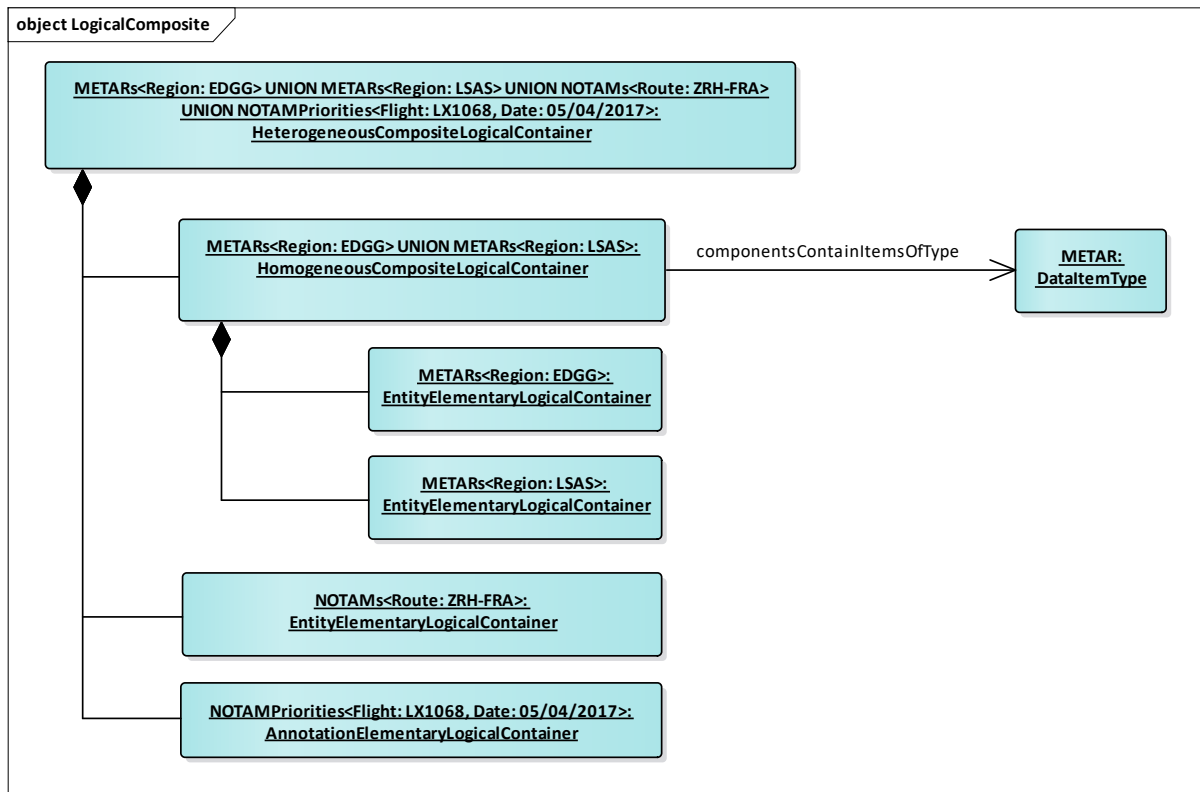 object LogicalComposite
METARs<Region: EDGG> UNION METARs<Region: LSAS> UNION NOTAMs<Route: ZRH-FRA>
UNION NOTAMPriorities<Flight: LX1068, Date: 05/04/2017>:
HeterogeneousCompositeLogicalContainer
METARs<Region: EDGG> UNION METARs<Region: LSAS>:
HomogeneousCompositeLogicalContainer
componentsContainItemsOfType
METAR:
DataItemType
METARs<Region: EDGG>:
EntityElementaryLogicalContainer
METARs<Region: LSAS>:
EntityElementaryLogicalContainer
NOTAMs<Route: ZRH-FRA>:
EntityElementaryLogicalContainer
NOTAMPriorities<Flight: LX1068, Date: 05/04/2017>:
AnnotationElementaryLogicalContainer